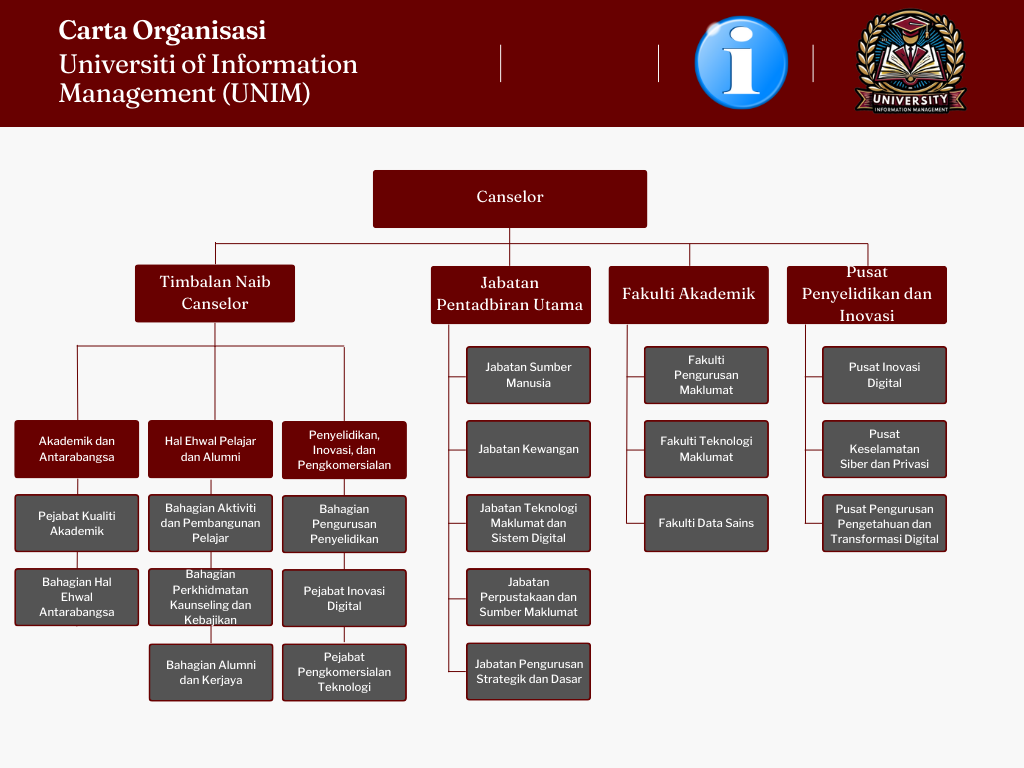 Carta Organisasi
Universiti of Information
Management (UNIM)
i
UNIVERSITY
INFORMATION MANAGEMENT
Canselor
Timbalan Naib
Canselor
Jabatan
Pentadbiran Utama
Fakulti Akademik
Pusat
Penyelidikan dan
Inovasi
Akademik dan
Antarabangsa
Pejabat Kualiti
Akademik
Bahagian Hal
Ehwal
Antarabangsa
Hal Ehwal Pelajar
dan Alumni
Bahagian Aktiviti
dan Pembangunan
Pelajar
Bahagian
Perkhidmatan
Kaunseling dan
Kebajikan
Bahagian Alumni
dan Kerjaya
Penyelidikan,
Inovasi, dan
Pengkomersialan
Bahagian
Pengurusan
Penyelidikan
Pejabat Inovasi
Digital
Pejabat
Pengkomersialan
Teknologi
Jabatan Sumber
Manusia
Jabatan Kewangan
Jabatan Teknologi
Maklumat dan
Sistem Digital
Jabatan
Perpustakaan dan
Sumber Maklumat
Jabatan Pengurusan
Strategik dan Dasar
Fakulti
Pengurusan
Maklumat
Fakulti Teknologi
Maklumat
Fakulti Data Sains
Pusat Inovasi
Digital
Pusat
Keselamatan
Siber dan Privasi
Pusat Pengurusan
Pengetahuan dan
Transformasi Digital